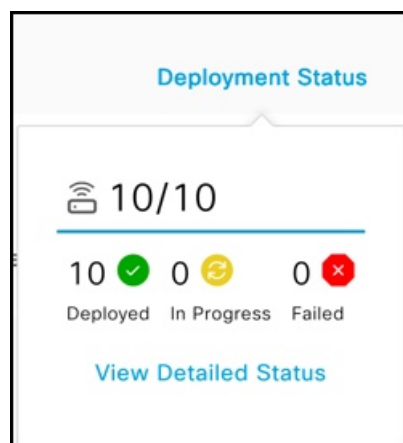 Deployment Status
10/10
10 0 0
Deployed In Progress Failed
View Detailed Status